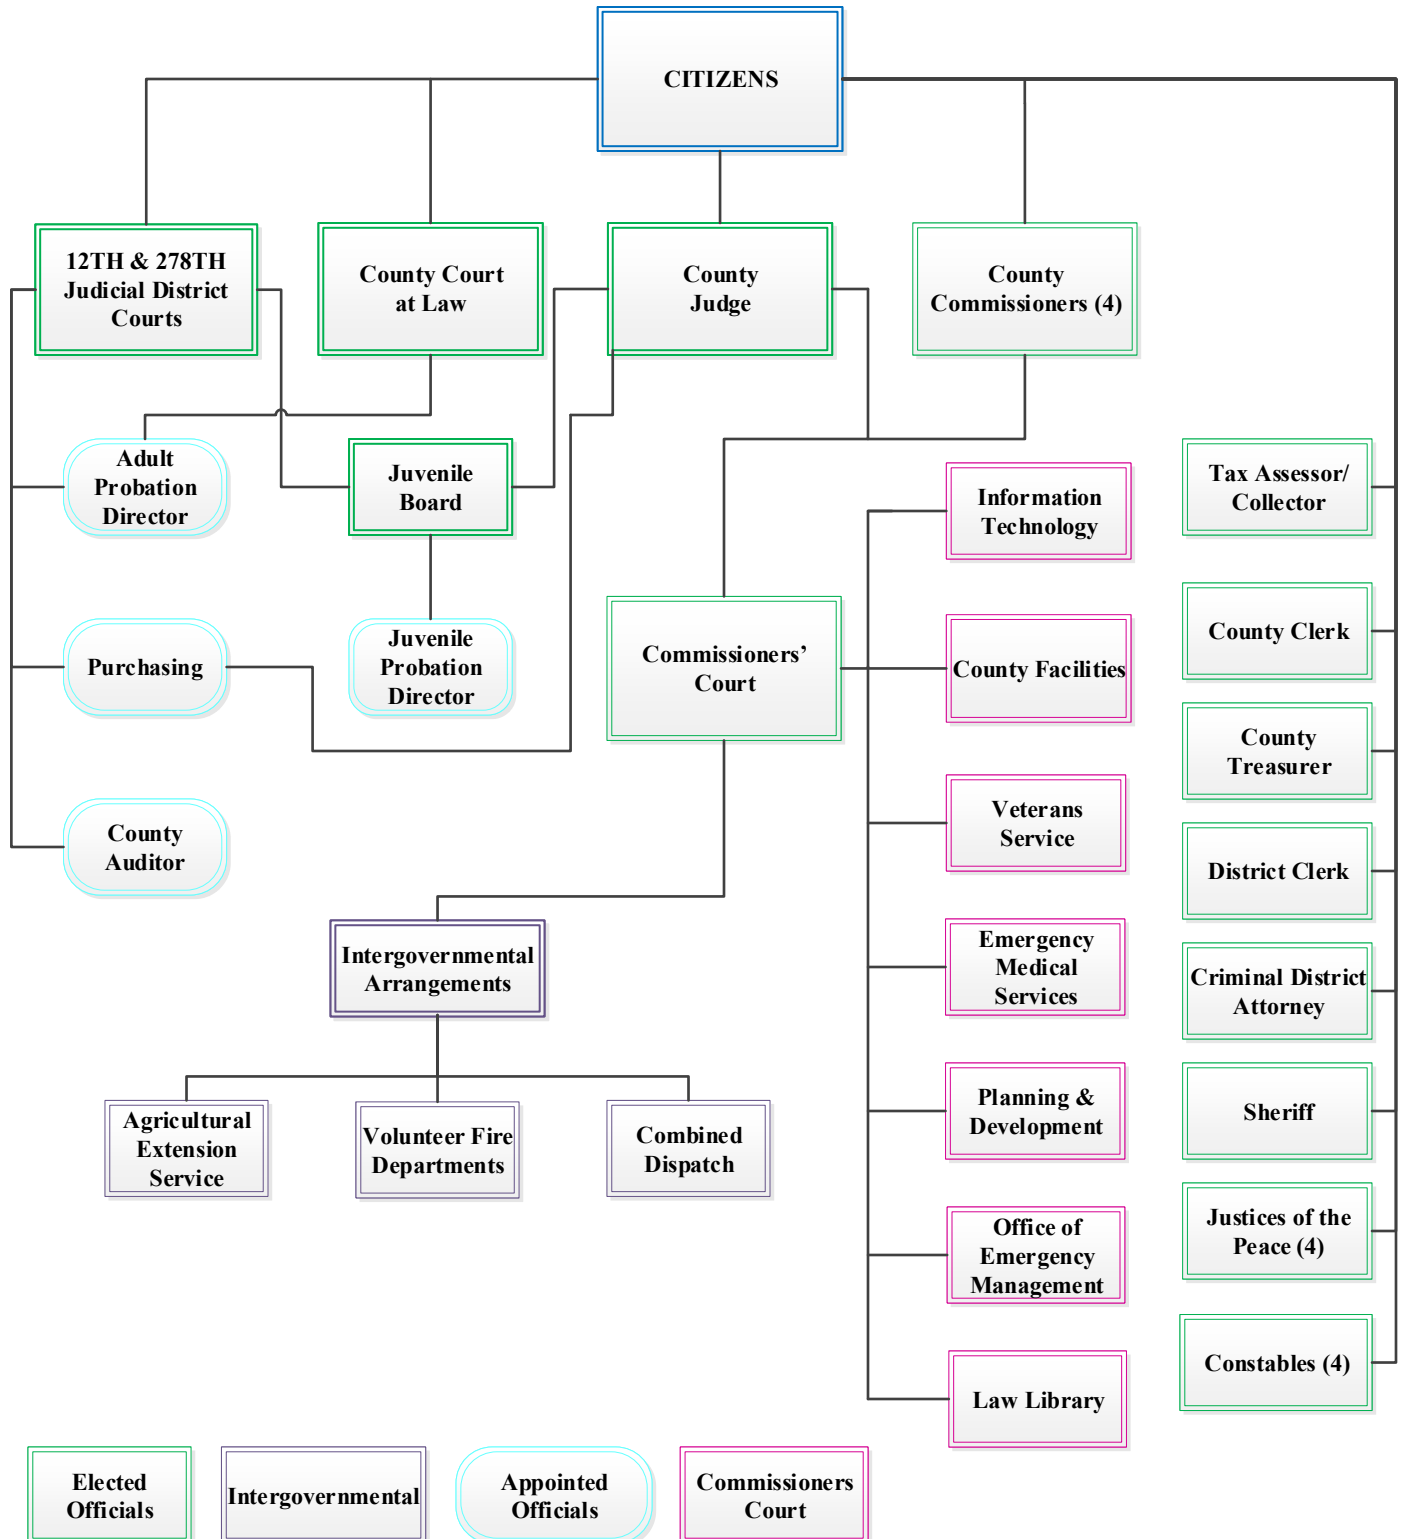 CITIZENS
12TH & 278TH
Judicial District
Courts
County Court
at Law
County
Judge
County
Commissioners (4)
Adult
Probation
Director
Juvenile
Board
Information
Technology
Tax Assessor/
Collector
Purchasing
Juvenile
Probation
Director
Commissioners’
Court
County Facilities
County Clerk
County
Treasurer
County
Auditor
Veterans
Service
District Clerk
Intergovernmental
Arrangements
Emergency
Medical
Services
Criminal District
Attorney
Agricultural
Extension
Service
Volunteer Fire
Departments
Combined
Dispatch
Planning &
Development
Sheriff
Office of
Emergency
Management
Justices of the
Peace (4)
Law Library
Constables (4)
Elected
Officials
Intergovernmental
Appointed
Officials
Commissioners
Court